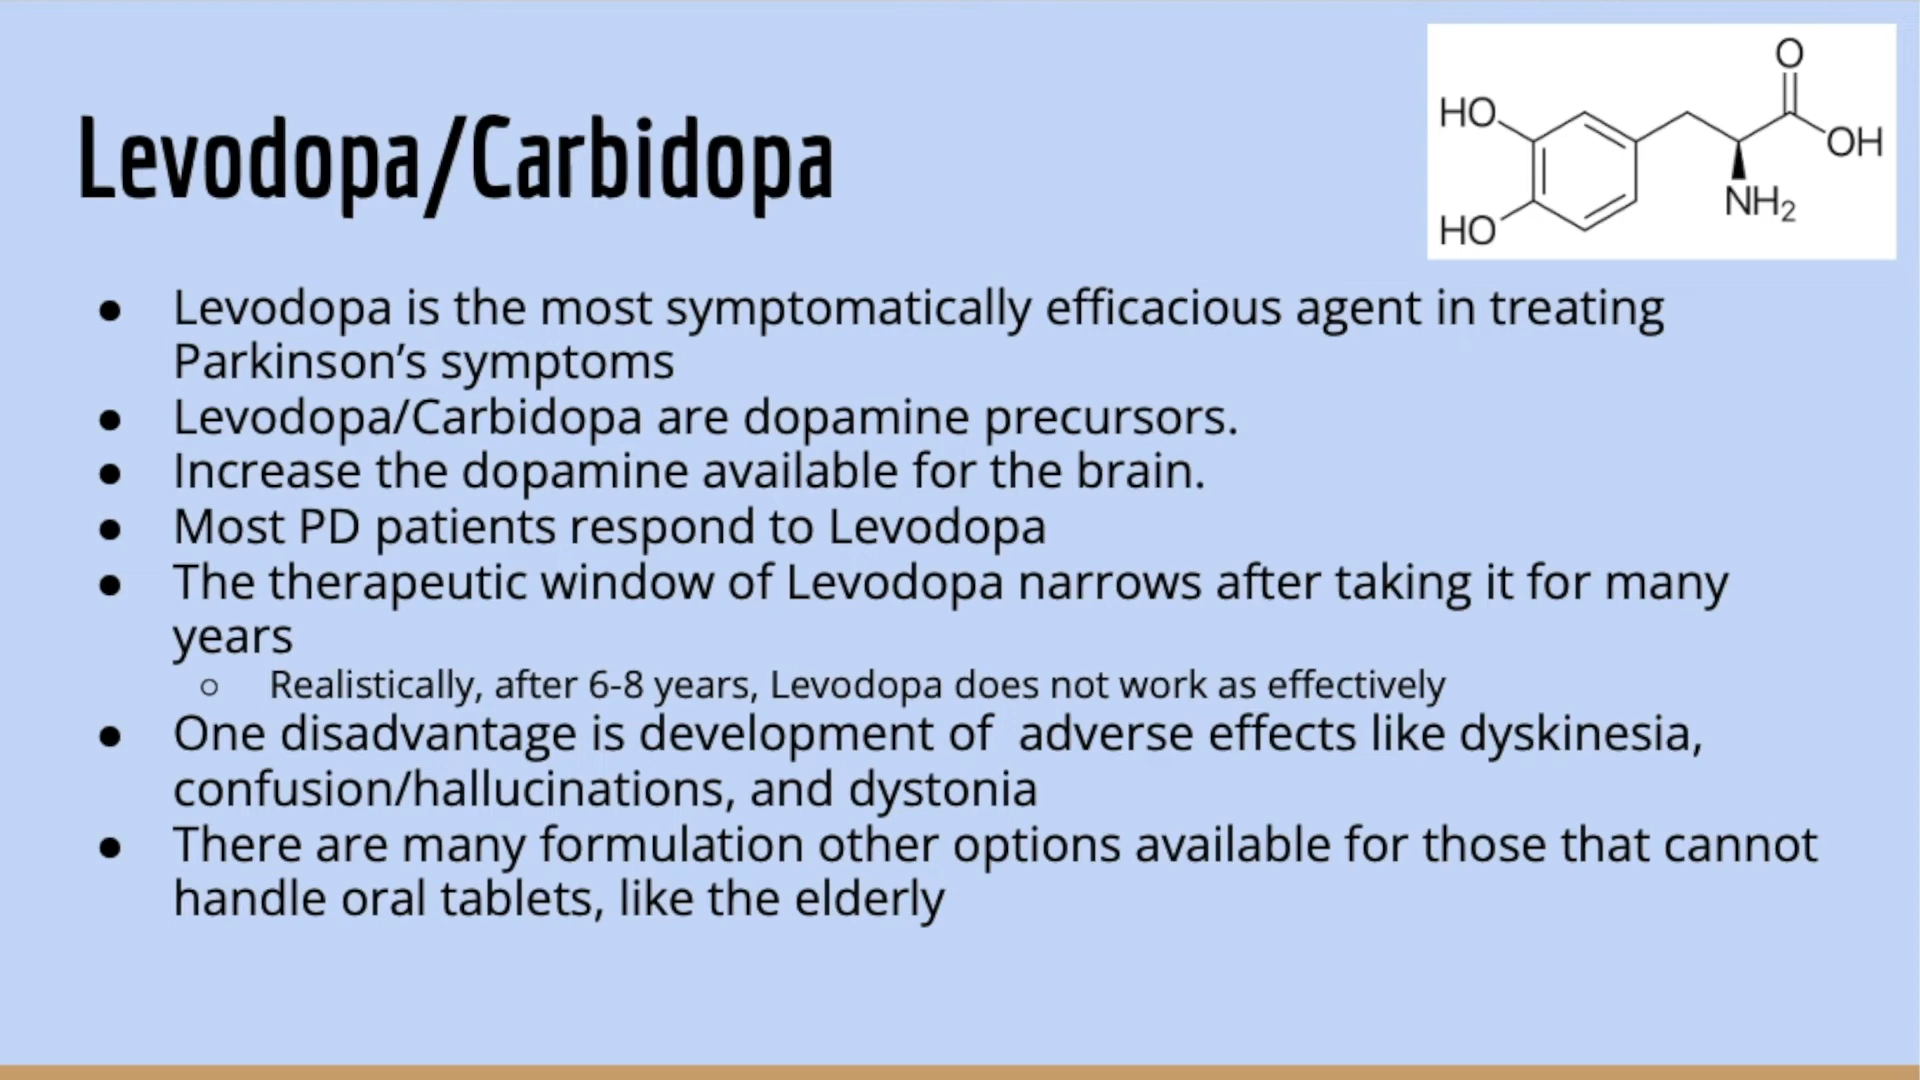 Levodopa/Carbidopa
O
HO
OH
NH₂
HO
● Levodopa is the most symptomatically efficacious agent in treating
Parkinson’s symptoms
● Levodopa/Carbidopa are dopamine precursors.
● Increase the dopamine available for the brain.
● Most PD patients respond to Levodopa
● The therapeutic window of Levodopa narrows after taking it for many
years
○ Realistically, after 6-8 years, Levodopa does not work as effectively
● One disadvantage is development of  adverse effects like dyskinesia,
confusion/hallucinations, and dystonia
● There are many formulation other options available for those that cannot
handle oral tablets, like the elderly